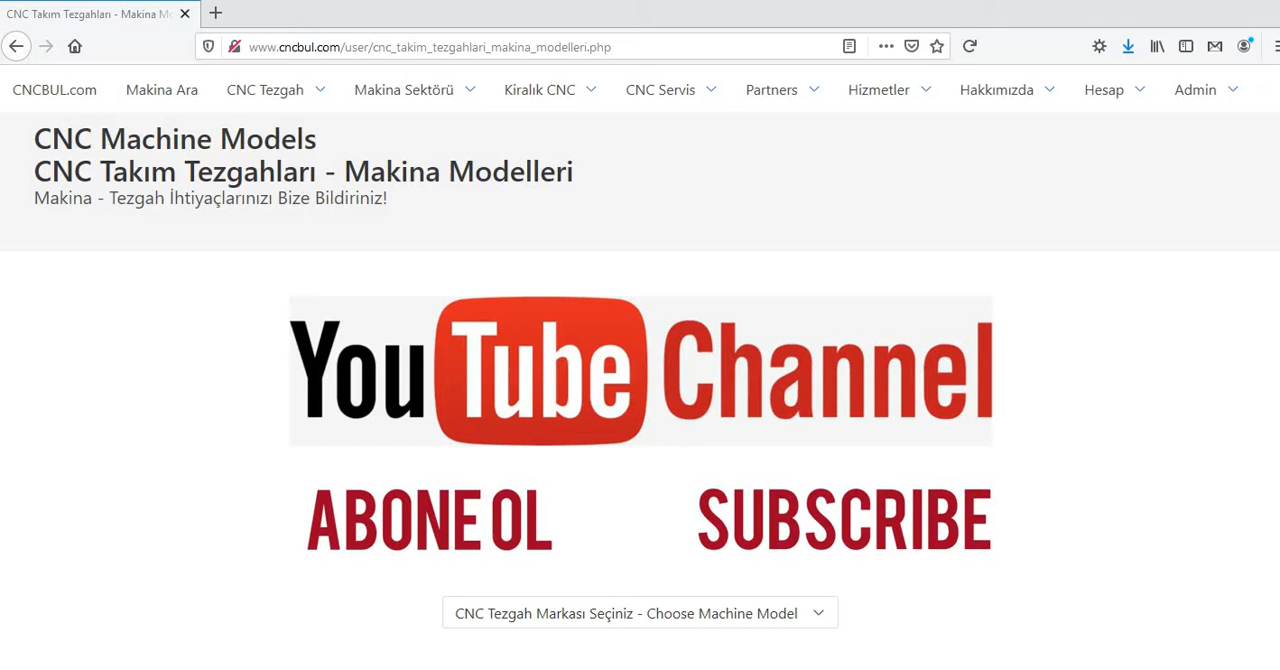 CNC Takım Tezgahları - Makina M
www.cncbul.com/user/cnc_takim_tezgahlari_makina_modelleri.php
CNCBUL.com Makina Ara CNC Tezgah Makina Sektörü Kiralık CNC CNC Servis Partners Hizmetler Hakkımızda Hesap Admin
CNC Machine Models
CNC Takım Tezgahları - Makina Modelleri
Makina - Tezgah İhtiyaçlarınızı Bize Bildiriniz!
YouTube Channel
ABONE OL SUBSCRIBE
CNC Tezgah Markası Seçiniz - Choose Machine Model